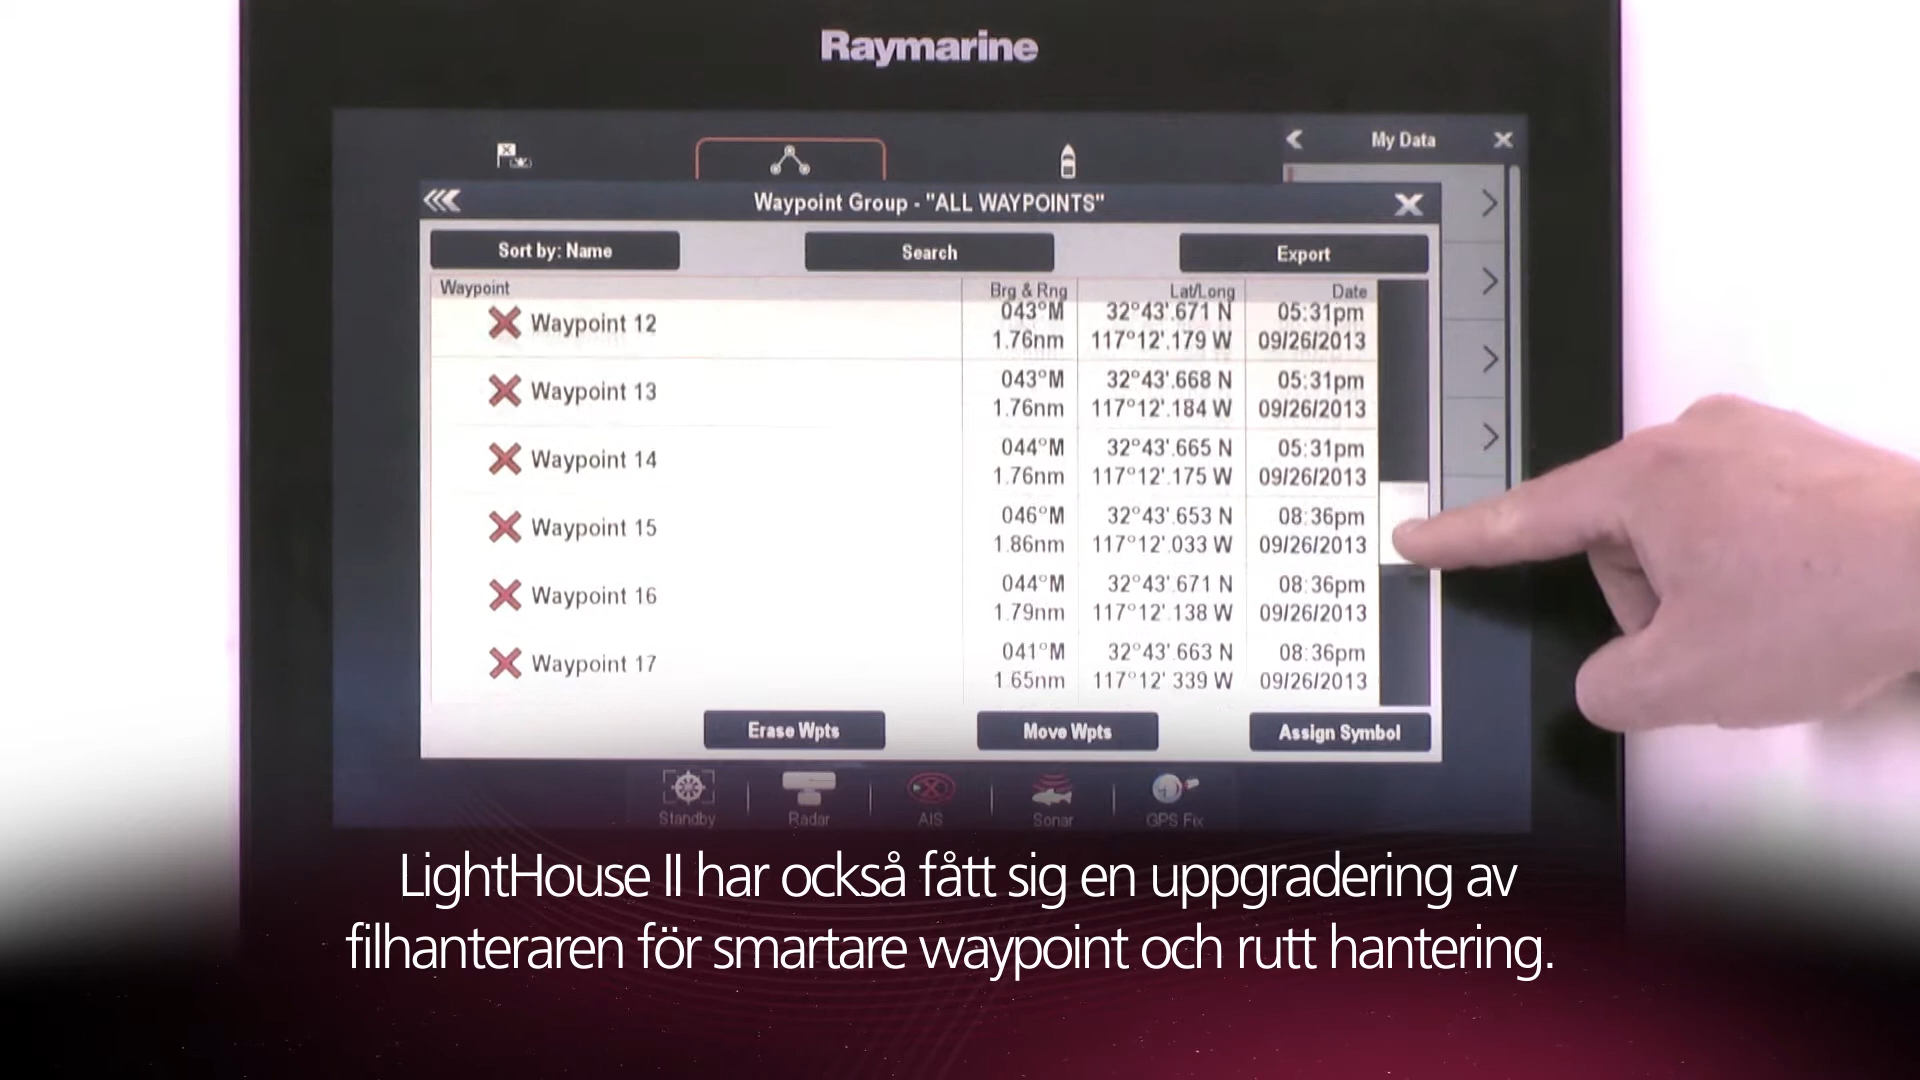 Raymarine
My Data
Waypoint Group - "ALL WAYPOINTS"
Sort by: Name
Search
Export
Waypoint
Brg & Rng
Lat/Long
Date
Waypoint 12
043°M
1.76nm
32°43'.671 N
117°12'.179 W
05:31pm
09/26/2013
Waypoint 13
043°M
1.76nm
32°43'.668 N
117°12'.184 W
05:31pm
09/26/2013
Waypoint 14
044°M
1.76nm
32°43'.665 N
117°12'.175 W
05:31pm
09/26/2013
Waypoint 15
046°M
1.86nm
32°43'.653 N
117°12'.033 W
08:36pm
09/26/2013
Waypoint 16
044°M
1.79nm
32°43'.671 N
117°12'.138 W
08:36pm
09/26/2013
Waypoint 17
041°M
1.65nm
32°43'.663 N
117°12'.339 W
08:36pm
09/26/2013
Erase Wpts
Move Wpts
Assign Symbol
Standby
Radar
AIS
Sonar
GPS Fix
LightHouse II har också fått sig en uppgradering av
filhanteraren för smartare waypoint och rutt hantering.